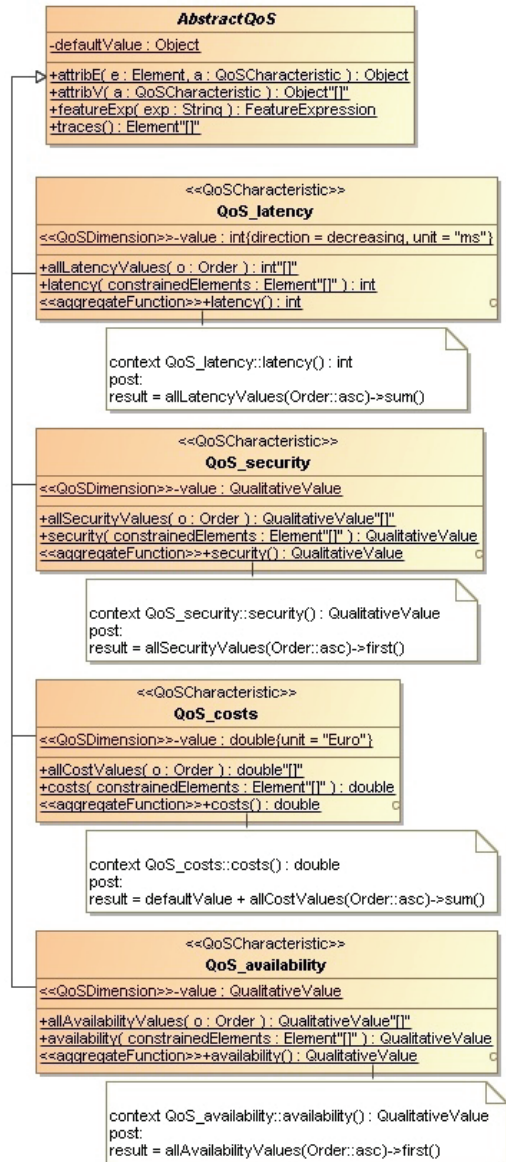 AbstractQoS
-defaultValue : Object
+attribE( e : Element, a : QoSCharacteristic ) : Object
+attribV( a : QoSCharacteristic ) : Object"[]"
+featureExp( exp : String ) : FeatureExpression
+traces() : Element"[]"
<<QoSCharacteristic>>
QoS_latency
<<QoSDimension>>-value : int{direction = decreasing, unit = "ms"}
+allLatencyValues( o : Order ) : int"[]"
+latency( constrainedElements : Element"[]" ) : int
<<aggregateFunction>>+latency() : int
context QoS_latency::latency() : int
post:
result = allLatencyValues(Order::asc)->sum()
<<QoSCharacteristic>>
QoS_security
<<QoSDimension>>-value : QualitativeValue
+allSecurityValues( o : Order ) : QualitativeValue"[]"
+security( constrainedElements : Element"[]" ) : QualitativeValue
<<aggregateFunction>>+security() : QualitativeValue
context QoS_security::security() : QualitativeValue
post:
result = allSecurityValues(Order::asc)->first()
<<QoSCharacteristic>>
QoS_costs
<<QoSDimension>>-value : double{unit = "Euro"}
+allCostValues( o : Order ) : double"[]"
+costs( constrainedElements : Element"[]" ) : double
<<aggregateFunction>>+costs() : double
context QoS_costs::costs() : double
post:
result = defaultValue + allCostValues(Order::asc)->sum()
<<QoSCharacteristic>>
QoS_availability
<<QoSDimension>>-value : QualitativeValue
+allAvailabilityValues( o : Order ) : QualitativeValue"[]"
+availability( constrainedElements : Element"[]" ) : QualitativeValue
<<aggregateFunction>>+availability() : QualitativeValue
context QoS_availability::availability() : QualitativeValue
post:
result = allAvailabilityValues(Order::asc)->first()